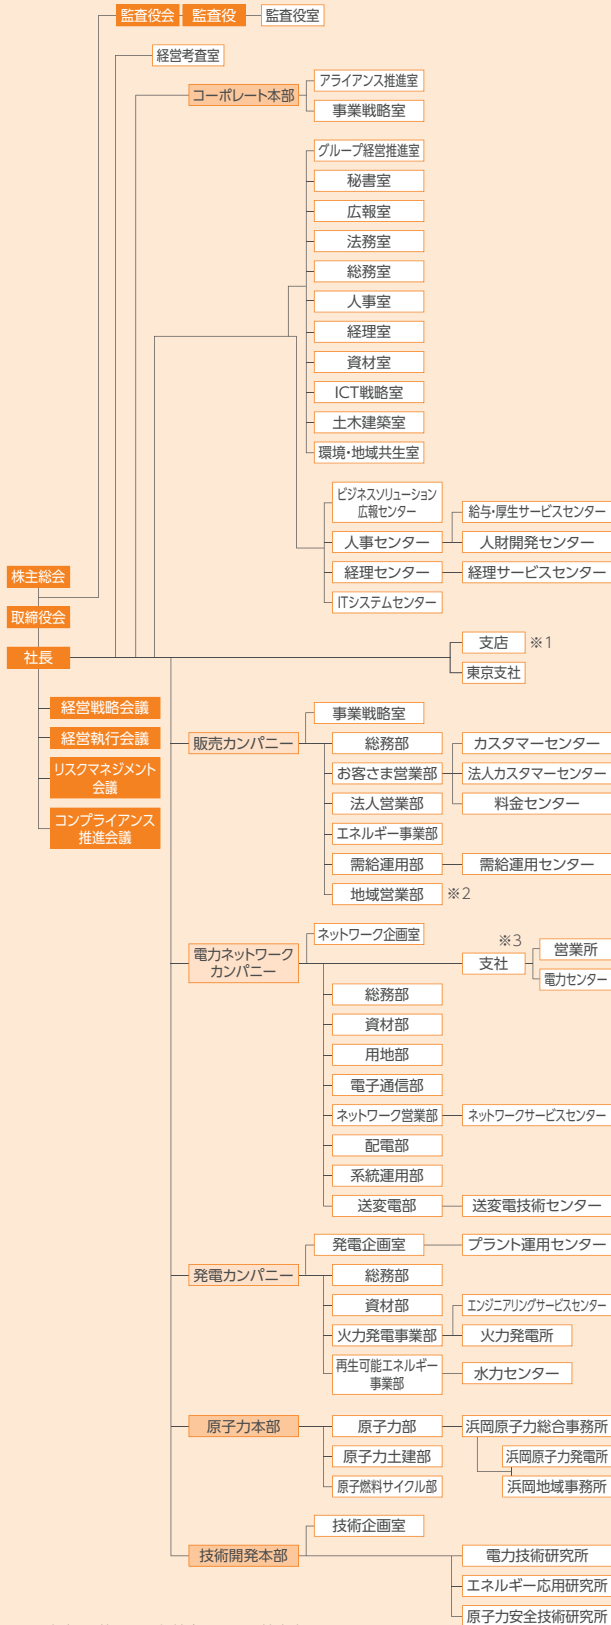 監査役会
監査役
監査役室
経営考査室
コーポレート本部
アライアンス推進室
事業戦略室
グループ経営推進室
秘書室
広報室
法務室
総務室
人事室
経理室
資材室
ICT戦略室
土木建築室
環境・地域共生室
ビジネスソリューション
広報センター
給与・厚生サービスセンター
人事センター
人財開発センター
経理センター
経理サービスセンター
ITシステムセンター
株主総会
取締役会
社長
支店 ※1
東京支社
経営戦略会議
経営執行会議
リスクマネジメント
会議
コンプライアンス
推進会議
販売カンパニー
事業戦略室
総務部
カスタマーセンター
お客さま営業部
法人カスタマーセンター
法人営業部
料金センター
エネルギー事業部
需給運用部
需給運用センター
地域営業部 ※2
電力ネットワーク
カンパニー
ネットワーク企画室
※3
支社
営業所
電力センター
総務部
資材部
用地部
電子通信部
ネットワーク営業部
ネットワークサービスセンター
配電部
系統運用部
送変電部
送変電技術センター
発電カンパニー
発電企画室
プラント運用センター
総務部
資材部
エンジニアリングサービスセンター
火力発電事業部
火力発電所
再生可能エネルギー
事業部
水力センター
原子力本部
原子力部
浜岡原子力総合事務所
原子力土建部
浜岡原子力発電所
原子燃料サイクル部
浜岡地域事務所
技術開発本部
技術企画室
電力技術研究所
エネルギー応用研究所
原子力安全技術研究所